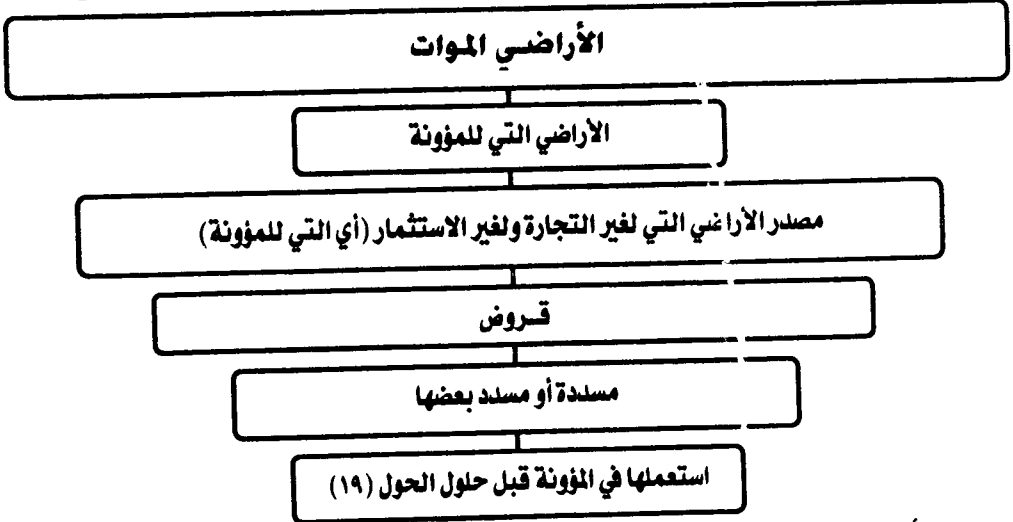 الأراضي الموات
الأراضي التي للمؤونة
مصدر الأراضي التي لغير التجارة ولغير الاستثمار (أي التي للمؤونة)
قروض
مسددة أو مسدد بعضها
استعملها في المؤونة قبل حلول الحول (١٩)